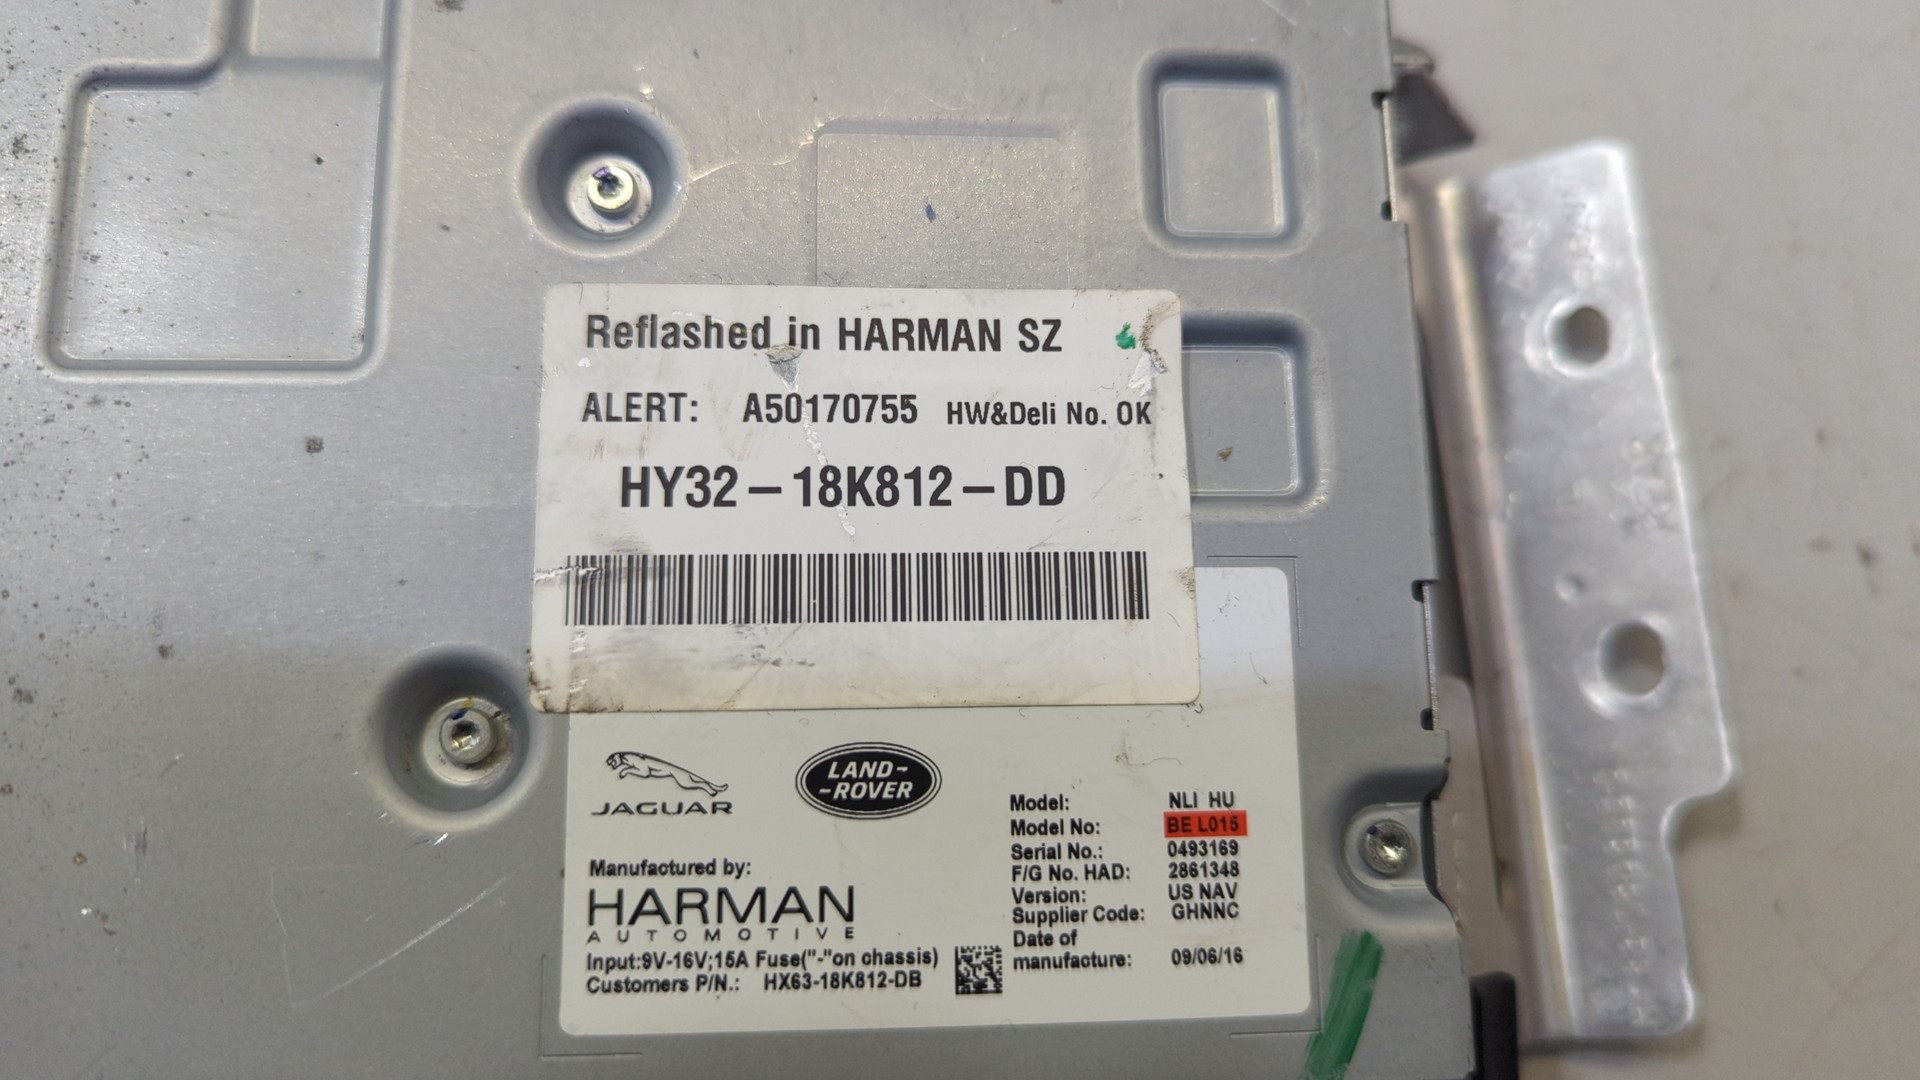 Reflashed in HARMAN SZ
ALERT: A50170755 HW&Deli No. OK
HY32-18K812-DD
JAGUAR
LAND-
-ROVER
Manufactured by:
HARMAN
AUTOMOTIVE
Input:9V-16V;15A Fuse("-"on chassis)
Customers P/N.: HX63-18K812-DB
Model: NLI HU
Model No: BE L015
Serial No.: 0493169
F/G No. HAD: 2861348
Version: US NAV
Supplier Code: GHNNC
Date of
manufacture: 09/06/16